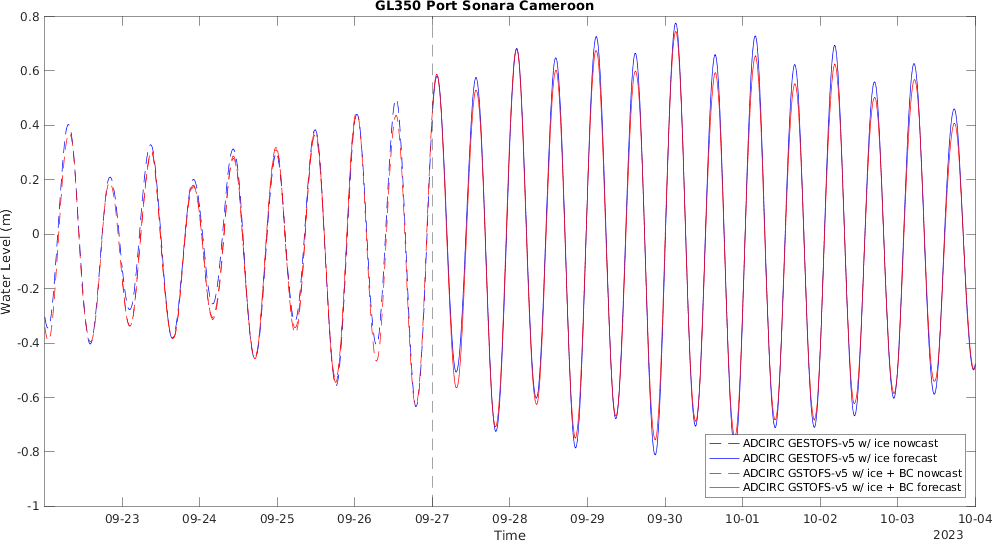 GL350 Port Sonara Cameroon
0.8
0.6
0.4
0.2
0
-0.2
-0.4
-0.6
-0.8
-1
Water Level (m)
ADCIRC GESTOFS-v5 w/ ice nowcast
ADCIRC GESTOFS-v5 w/ ice forecast
ADCIRC GSTOFS-v5 w/ ice + BC nowcast
ADCIRC GSTOFS-v5 w/ ice + BC forecast
09-23 09-24 09-25 09-26 09-27 09-28 09-29 09-30 10-01 10-02 10-03 10-04
Time
2023